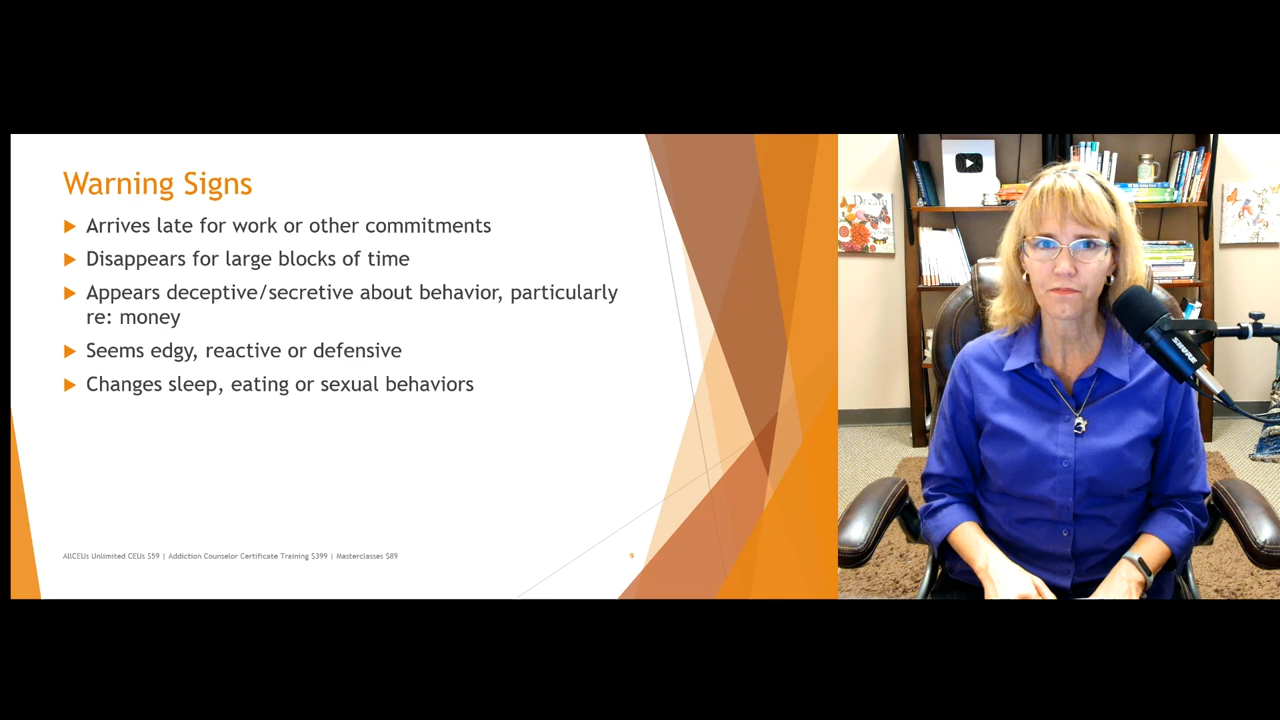 Warning Signs
Arrives late for work or other commitments
Disappears for large blocks of time
Appears deceptive/secretive about behavior, particularly
re: money
Seems edgy, reactive or defensive
Changes sleep, eating or sexual behaviors
AllCEUs Unlimited CEUs $59 | Addiction Counselor Certificate Training $399 | Masterclasses $89
9
Dream
SHURE